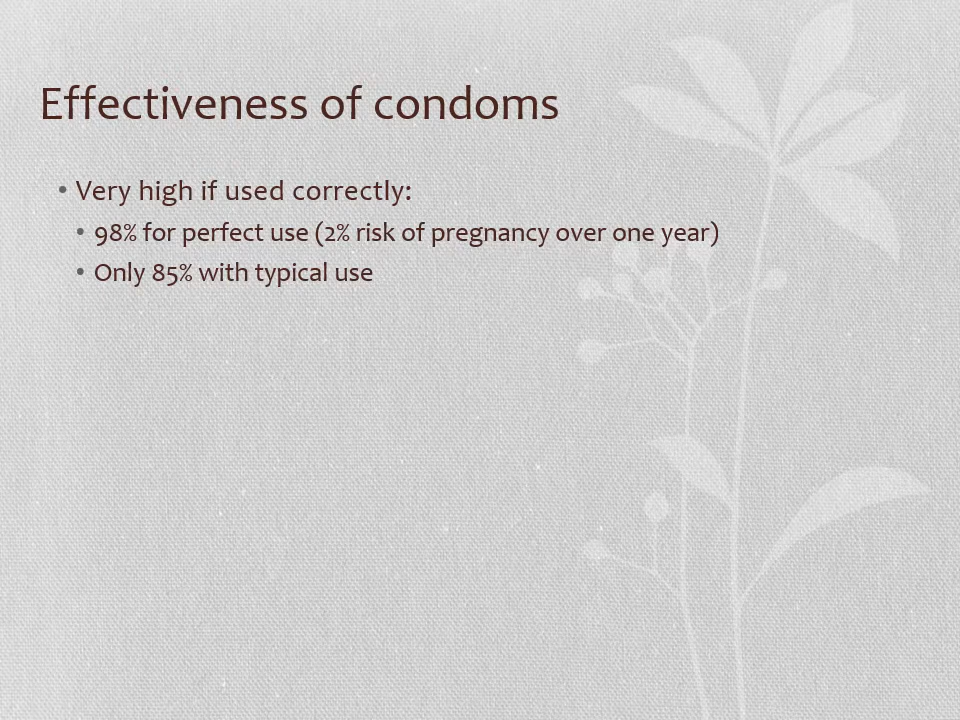 Effectiveness of condoms
• Very high if used correctly:
• 98% for perfect use (2% risk of pregnancy over one year)
• Only 85% with typical use